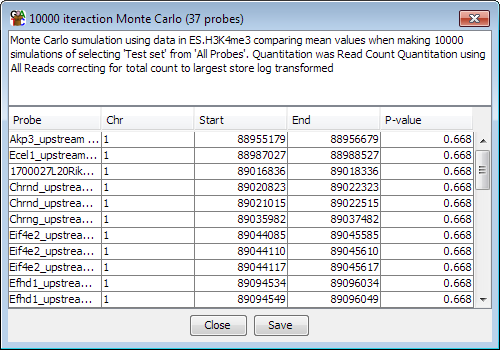 10000 iteraction Monte Carlo (37 probes)
Monte Carlo sumulation using data in ES.H3K4me3 comparing mean values when making 10000
simulations of selecting 'Test set' from 'All Probes'. Quantitation was Read Count Quantitation using
All Reads correcting for total count to largest store log transformed
Probe Chr Start End P-value
Akp3_upstream ... 1 88955179 88956679 0.668
Ecel1_upstream... 1 88987027 88988527 0.668
1700027L20Rik... 1 89016836 89018336 0.668
Chrnd_upstrea... 1 89020823 89022323 0.668
Chrnd_upstrea... 1 89021015 89022515 0.668
Chrng_upstrea... 1 89035982 89037482 0.668
Eif4e2_upstrea... 1 89044085 89045585 0.668
Eif4e2_upstrea... 1 89044110 89045610 0.668
Eif4e2_upstrea... 1 89044117 89045617 0.668
Efhd1_upstrea... 1 89094534 89096034 0.668
Efhd1_upstrea... 1 89094549 89096049 0.668
Close Save